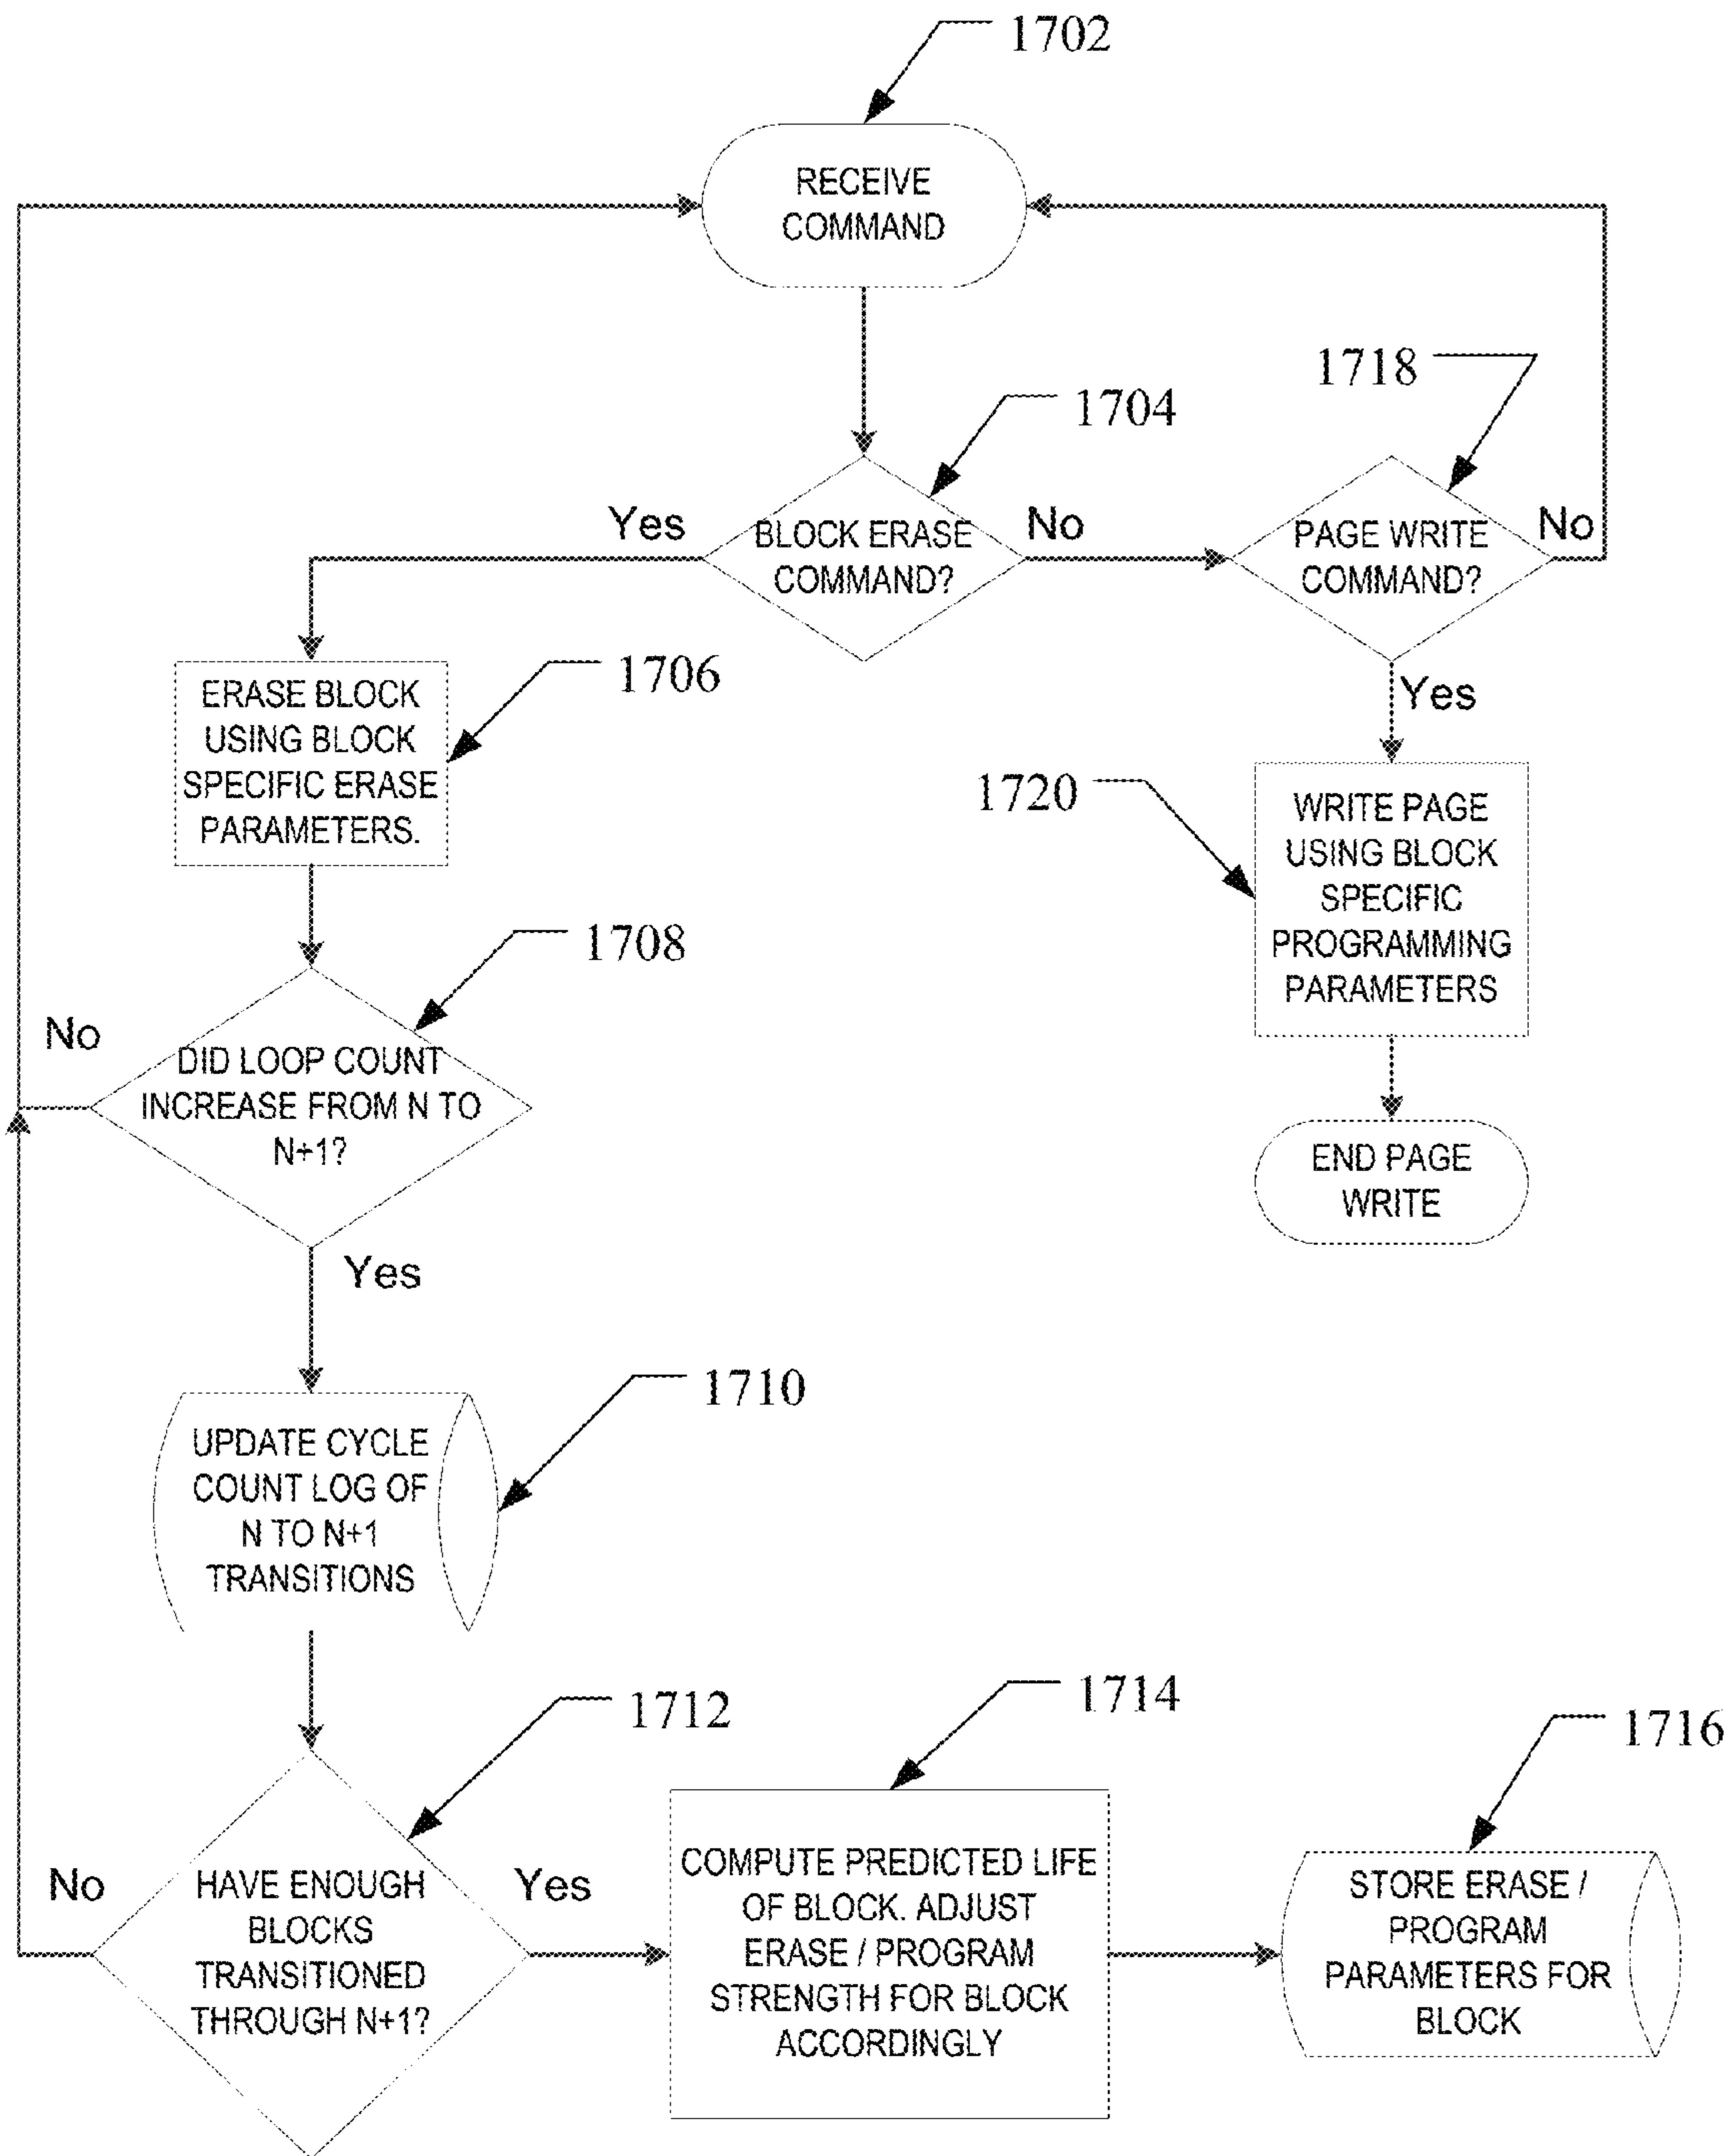 1702
RECEIVE
COMMAND
1718
1704
Yes
BLOCK ERASE
COMMAND?
No
PAGE WRITE
COMMAND?
No
1706
ERASE BLOCK
USING BLOCK
SPECIFIC ERASE
PARAMETERS.
Yes
1720
WRITE PAGE
USING BLOCK
SPECIFIC
PROGRAMMING
PARAMETERS
1708
No
DID LOOP COUNT
INCREASE FROM N TO
N+1?
END PAGE
WRITE
Yes
1710
UPDATE CYCLE
COUNT LOG OF
N TO N+1
TRANSITIONS
1712
1714
1716
No
HAVE ENOUGH
BLOCKS
TRANSITIONED
THROUGH N+1?
Yes
COMPUTE PREDICTED LIFE
OF BLOCK. ADJUST
ERASE / PROGRAM
STRENGTH FOR BLOCK
ACCORDINGLY
STORE ERASE /
PROGRAM
PARAMETERS FOR
BLOCK